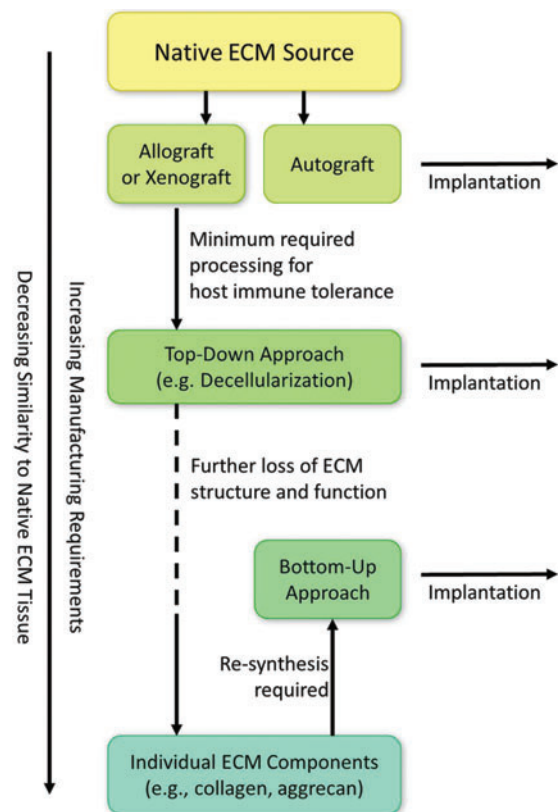 Native ECM Source
Allograft
or Xenograft
Autograft
Implantation
Minimum required
processing for
host immune tolerance
Top-Down Approach
(e.g. Decellularization)
Implantation
Further loss of ECM
structure and function
Bottom-Up
Approach
Implantation
Re-synthesis
required
Individual ECM Components
(e.g., collagen, aggrecan)
Increasing Manufacturing Requirements
Decreasing Similarity to Native ECM Tissue